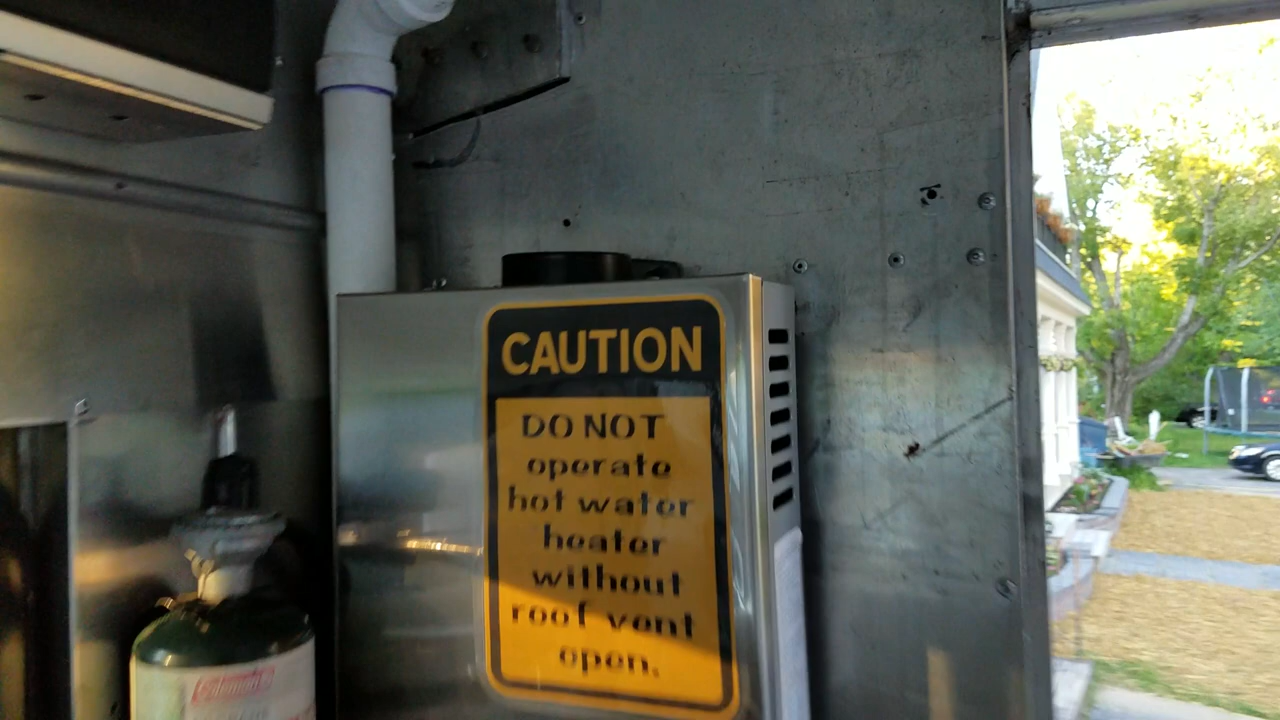 CAUTION
DO NOT
operate
hot water
heater
without
roof vent
open.
Coleman